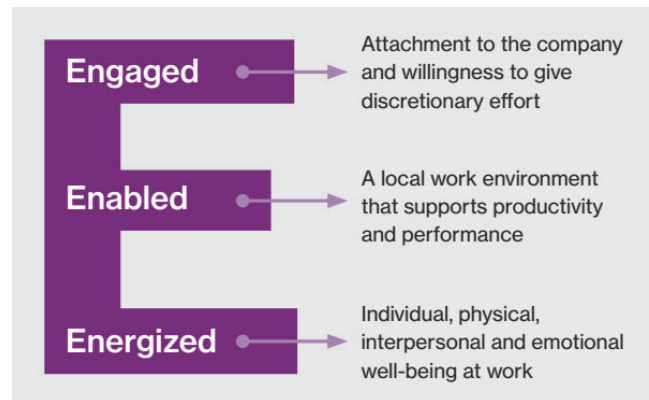 Engaged
Attachment to the company
and willingness to give
discretionary effort
Enabled
A local work environment
that supports productivity
and performance
Energized
Individual, physical,
interpersonal and emotional
well-being at work